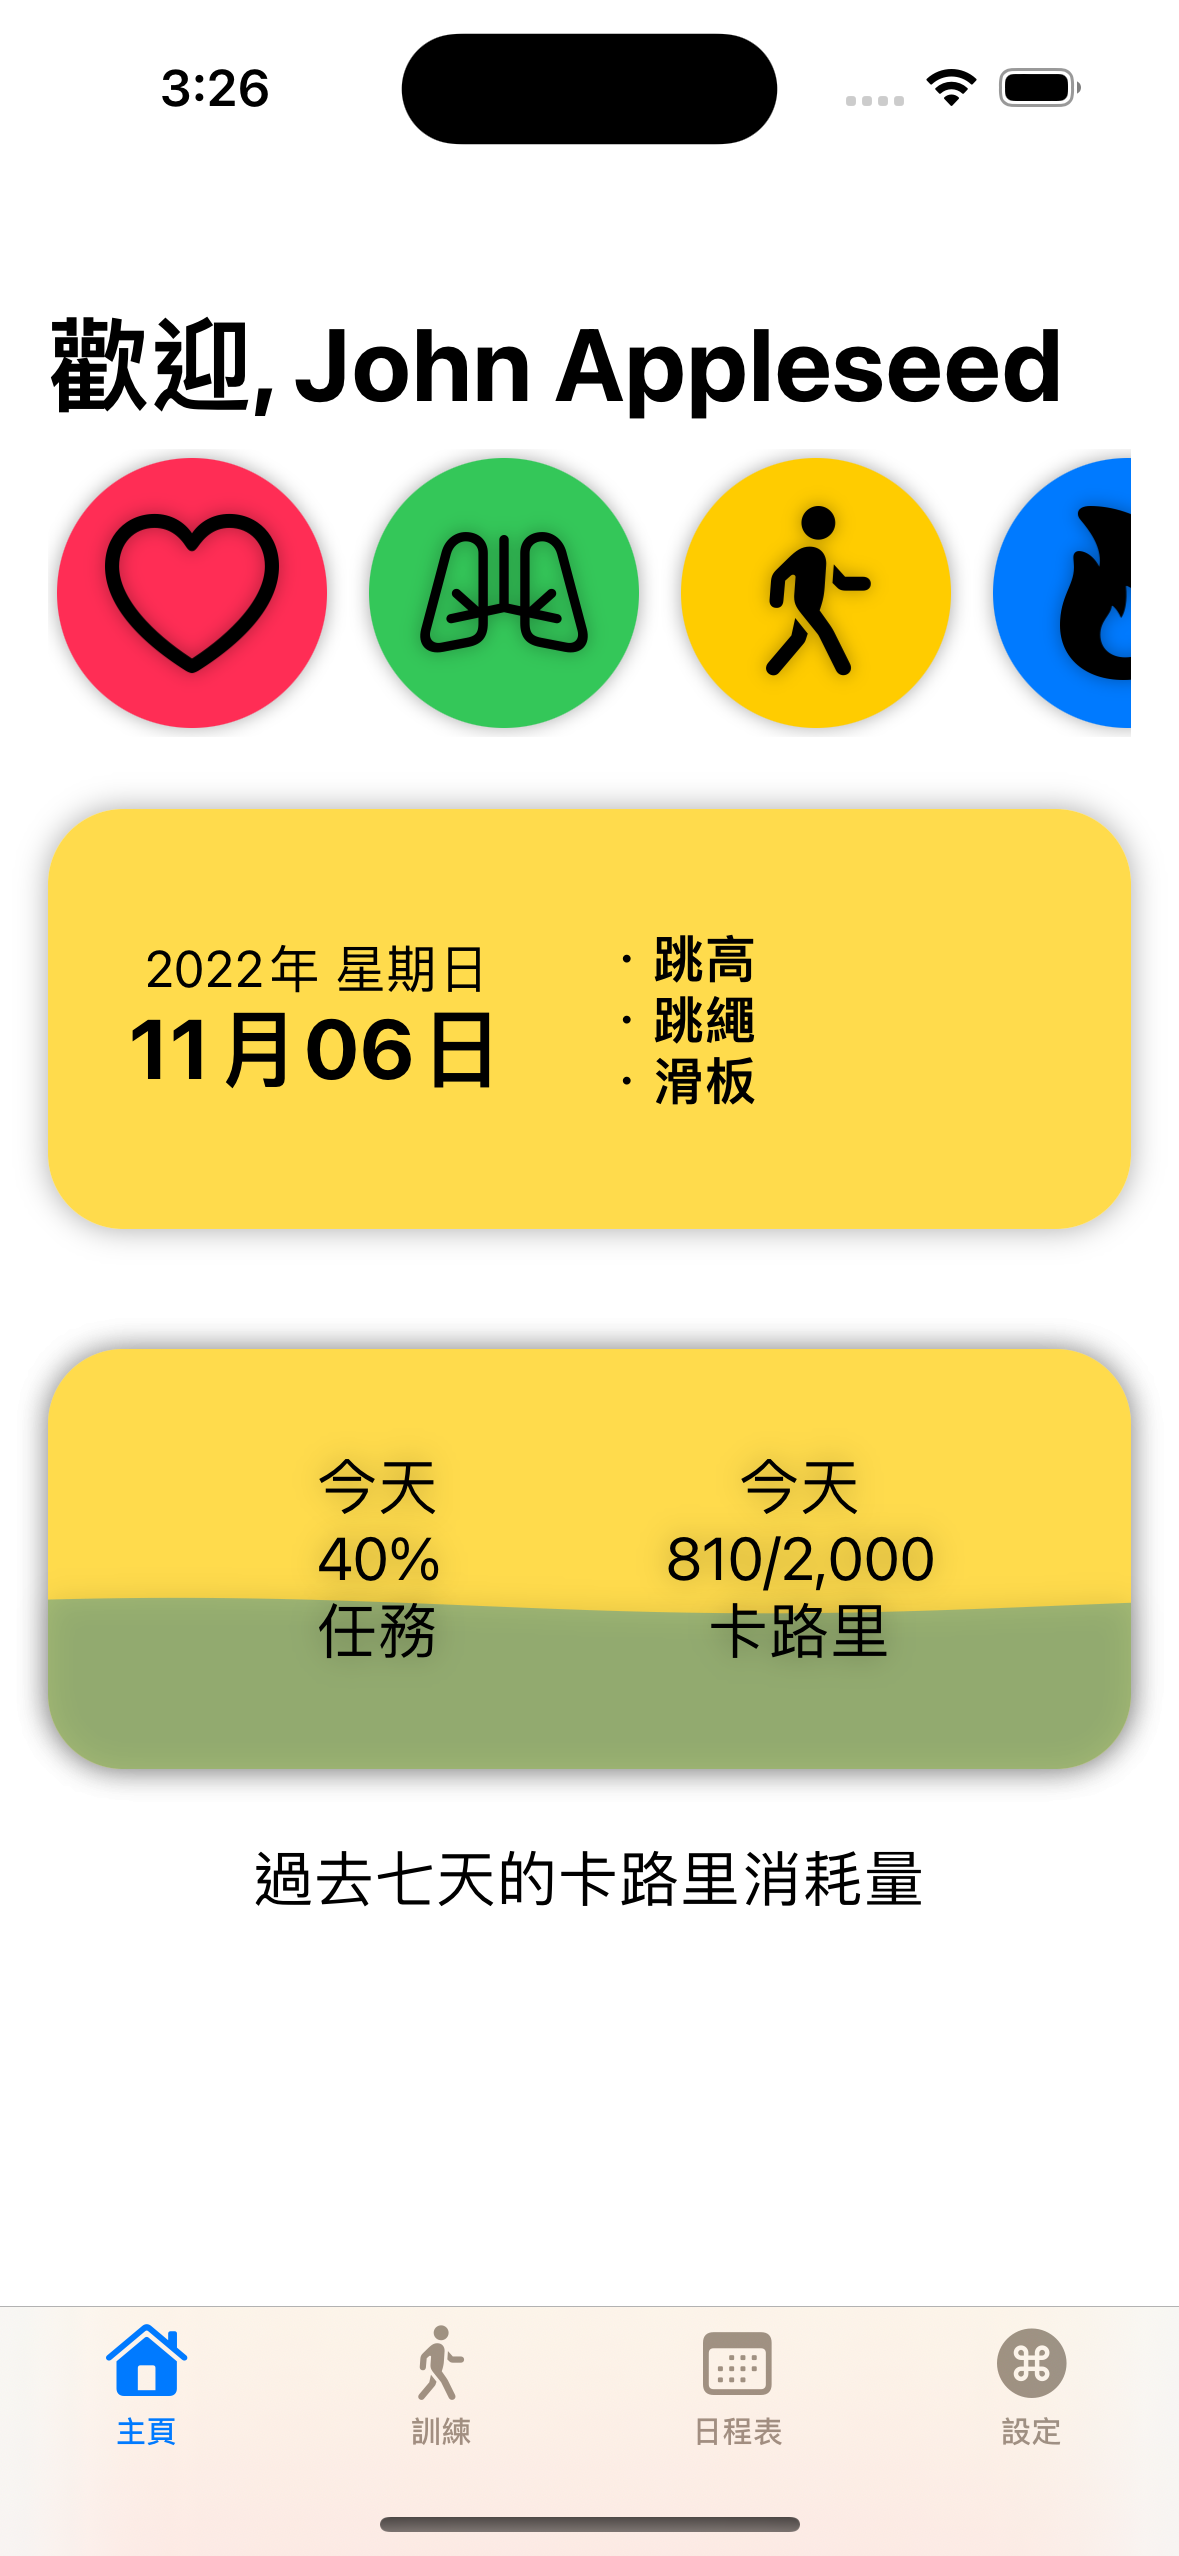 3:26
歡迎, John Appleseed
2022年 星期日
11月06日
· 跳高
· 跳繩
· 滑板
今天
40%
任務
今天
810/2,000
卡路里
過去七天的卡路里消耗量
主頁
訓練
日程表
設定